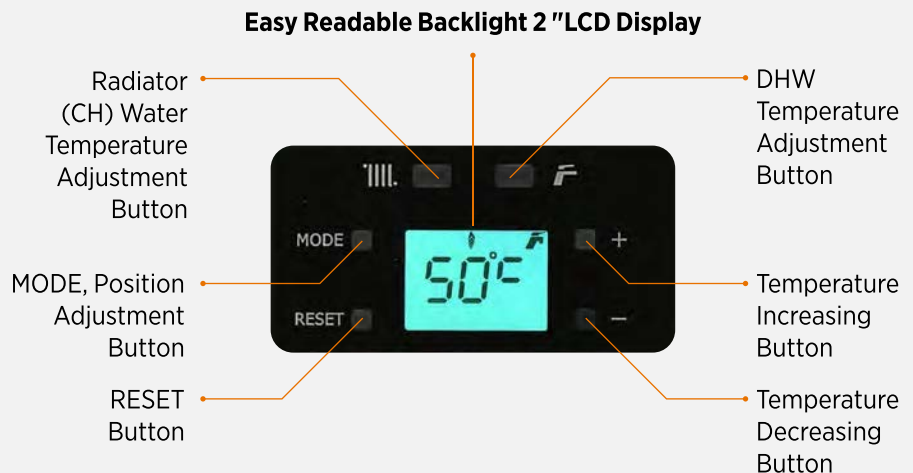 Easy Readable Backlight 2 "LCD Display
Radiator
(CH) Water
Temperature
Adjustment
Button
DHW
Temperature
Adjustment
Button
MODE
+
50°C
RESET
−
MODE, Position
Adjustment
Button
Temperature
Increasing
Button
RESET
Button
Temperature
Decreasing
Button